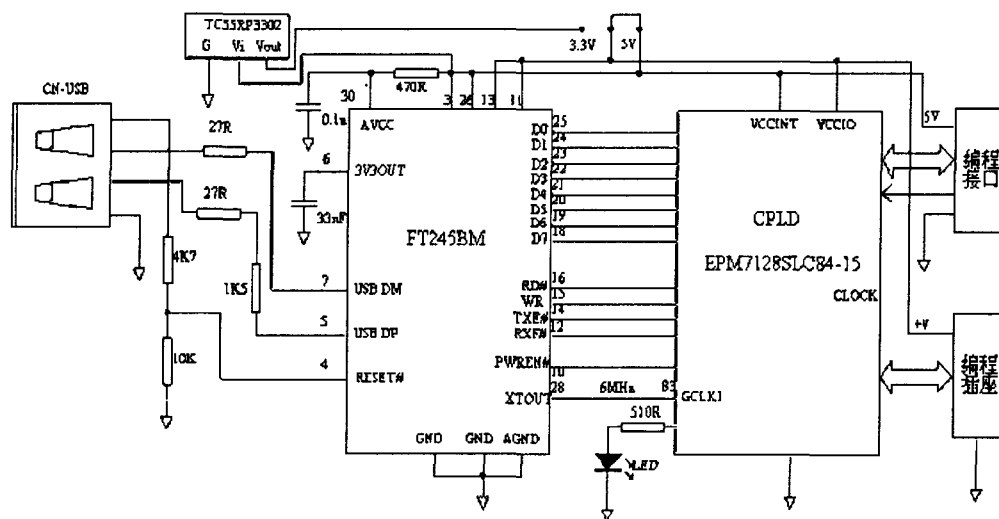 TC55RP3302
G Vi Vout
3.3V
5V
CN-USB
27R
27R
4K7
1K5
10K
0.1u
470R
30
3
26
13
11
AVCC
6
3V3OUT
33nF
7
USB DM
5
USB DP
4
RESET#
FT245BM
GND GND AGND
D0 25
D1 24
D2 23
D3 22
D4 21
D5 20
D6 19
D7 18
RD# 16
WR 15
TXE# 14
RXF# 12
PWREN# 10
XTOUT 28
6MHz
83
GCLK1
510R
LED
VCCINT
VCCIO
CPLD
EPM7128SLC84-15
CLOCK
5V
编程
接口
+V
编程
插座